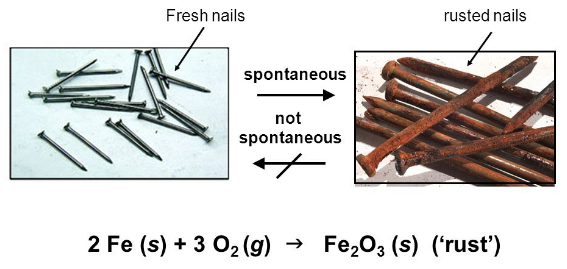 Fresh nails
rusted nails
spontaneous
not
spontaneous
2 Fe (s) + 3 O₂ (g) → Fe₂O₃ (s) (‘rust’)